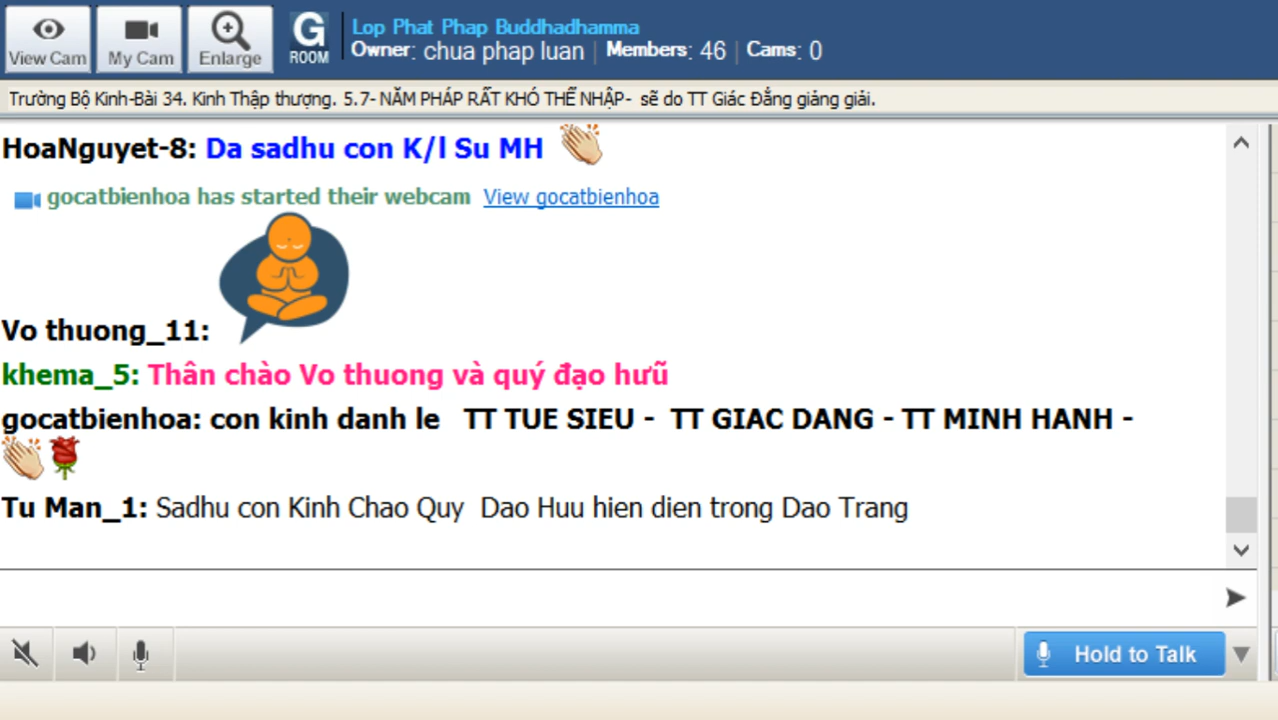 View Cam
My Cam
Enlarge
G
ROOM
Lop Phat Phap Buddhadhamma
Owner: chua phap luan | Members: 46 | Cams: 0
Trường Bộ Kinh-Bài 34. Kinh Thập thượng. 5.7- NĂM PHÁP RẤT KHÓ THỂ NHẬP- sẽ do TT Giác Đẳng giảng giải.
HoaNguyet-8: Da sadhu con K/l Su MH
gocatbienhoa has started their webcam View gocatbienhoa
Vo thuong_11:
khema_5: Thân chào Vo thuong và quý đạo hưũ
gocatbienhoa: con kinh danh le TT TUE SIEU - TT GIAC DANG - TT MINH HANH -
Tu Man_1: Sadhu con Kinh Chao Quy Dao Huu hien dien trong Dao Trang
Hold to Talk